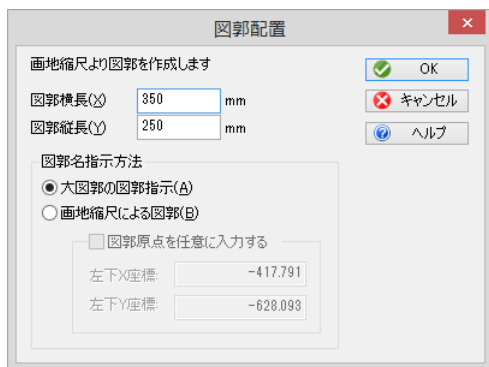 図郭配置
画地縮尺より図郭を作成します
図郭横長(X) 350 mm
図郭縦長(Y) 250 mm
OK
キャンセル
ヘルプ
図郭名指示方法
大図郭の図郭指示(A)
画地縮尺による図郭(B)
図郭原点を任意に入力する
左下X座標: -417.791
左下Y座標: -628.093